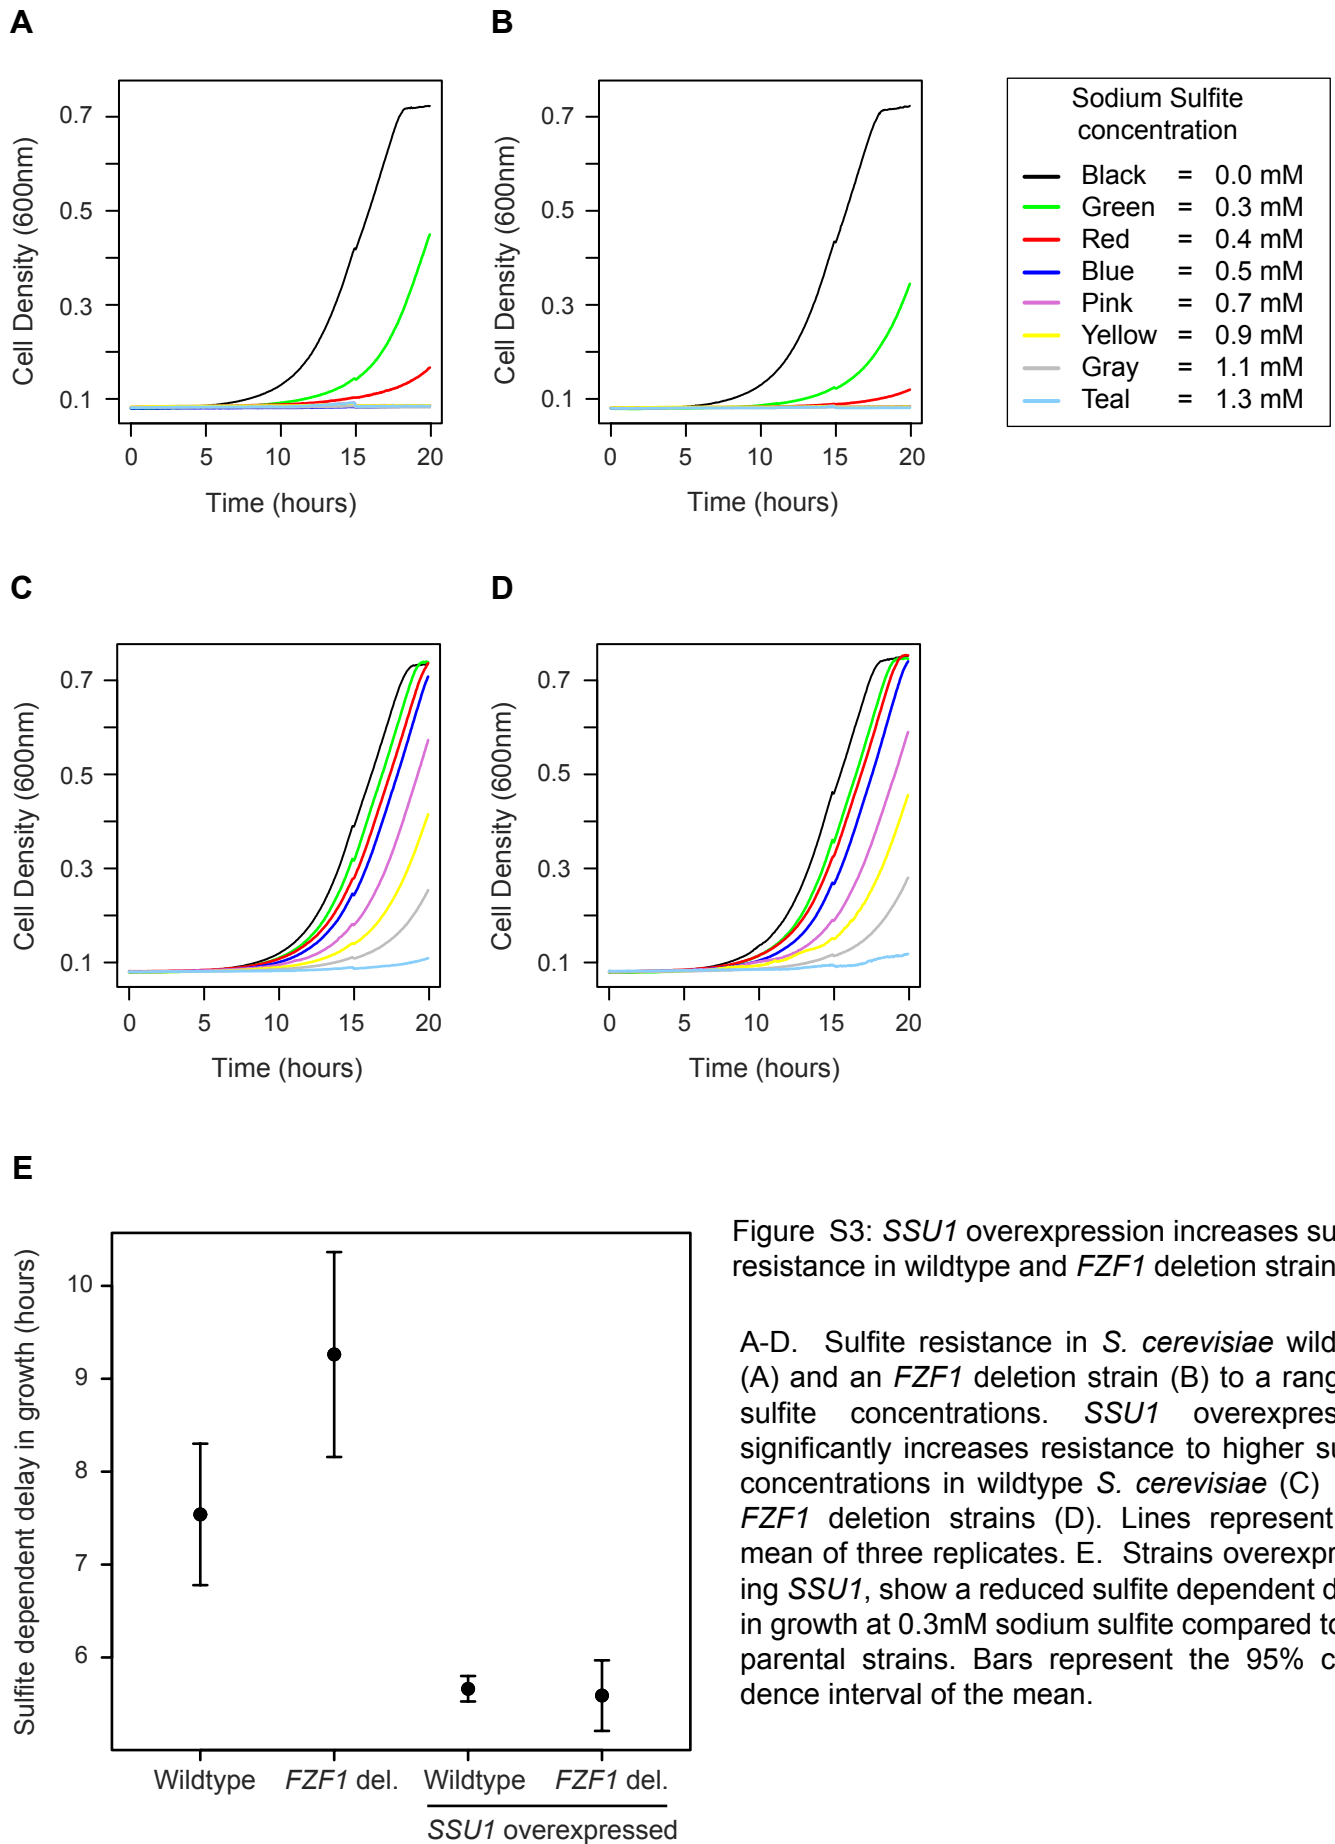 A
B
Cell Density (600nm)
0.7
0.5
0.3
0.1
0 5 10 15 20
Time (hours)
Cell Density (600nm)
0.7
0.5
0.3
0.1
0 5 10 15 20
Time (hours)
Sodium Sulfite
concentration
Black = 0.0 mM
Green = 0.3 mM
Red = 0.4 mM
Blue = 0.5 mM
Pink = 0.7 mM
Yellow = 0.9 mM
Gray = 1.1 mM
Teal = 1.3 mM
C
D
Cell Density (600nm)
0.7
0.5
0.3
0.1
0 5 10 15 20
Time (hours)
Cell Density (600nm)
0.7
0.5
0.3
0.1
0 5 10 15 20
Time (hours)
E
Sulfite dependent delay in growth (hours)
10
9
8
7
6
Wildtype FZF1 del. Wildtype FZF1 del.
SSU1 overexpressed
Figure S3: SSU1 overexpression increases su
resistance in wildtype and FZF1 deletion strain
A-D. Sulfite resistance in S. cerevisiae wild
(A) and an FZF1 deletion strain (B) to a rang
sulfite concentrations. SSU1 overexpres
significantly increases resistance to higher su
concentrations in wildtype S. cerevisiae (C)
FZF1 deletion strains (D). Lines represent
mean of three replicates. E. Strains overexpr
ing SSU1, show a reduced sulfite dependent d
in growth at 0.3mM sodium sulfite compared to
parental strains. Bars represent the 95% c
dence interval of the mean.